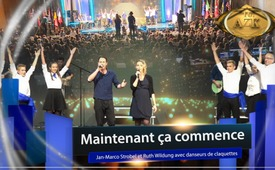 Maintenant ça commence
Jan-Marco Strobel et Ruth Wildung avec danseurs de claquettes